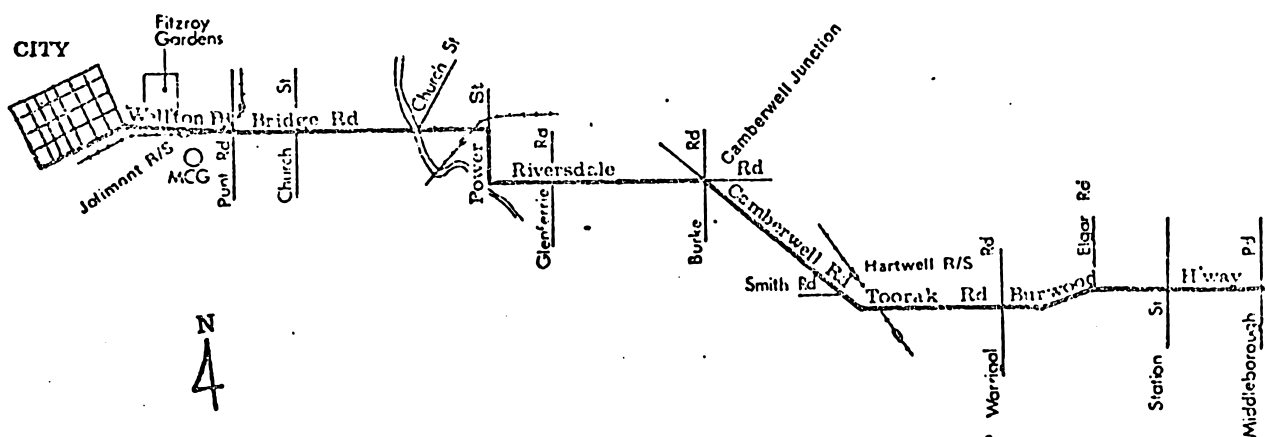 CITY
Fitzroy
Gardens
Jolimont R/S
MCG
Punt Rd
Bridge Rd
Church St
Church St
Power St
Riversdale Rd
Glenferrie Rd
Burke Rd
Camberwell Junction
Camberwell Rd
Smith Rd
Hartwell R/S
Toorak Rd
Warrigal Rd
Burwood H'way
Elgar Rd
Station St
Middleborough Rd
N